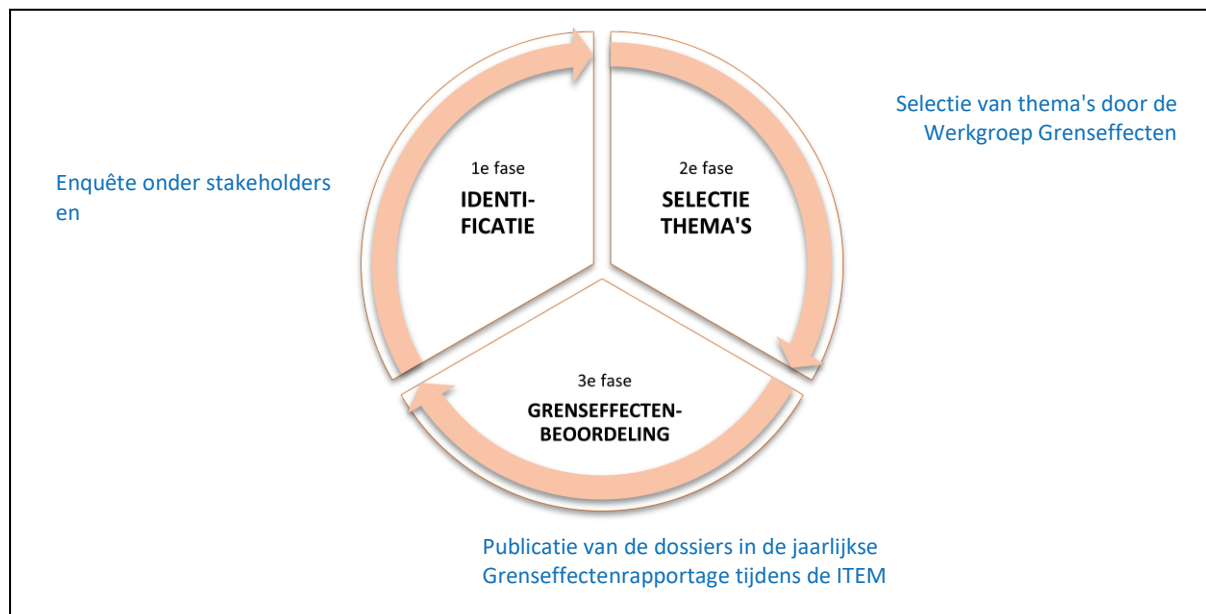 Enquête onder stakeholders
en
1e fase
IDENTI-
FICATIE
2e fase
SELECTIE
THEMA'S
Selectie van thema's door de
Werkgroep Grenseffecten
3e fase
GRENSEFFECTEN-
BEOORDELING
Publicatie van de dossiers in de jaarlijkse
Grenseffectenrapportage tijdens de ITEM